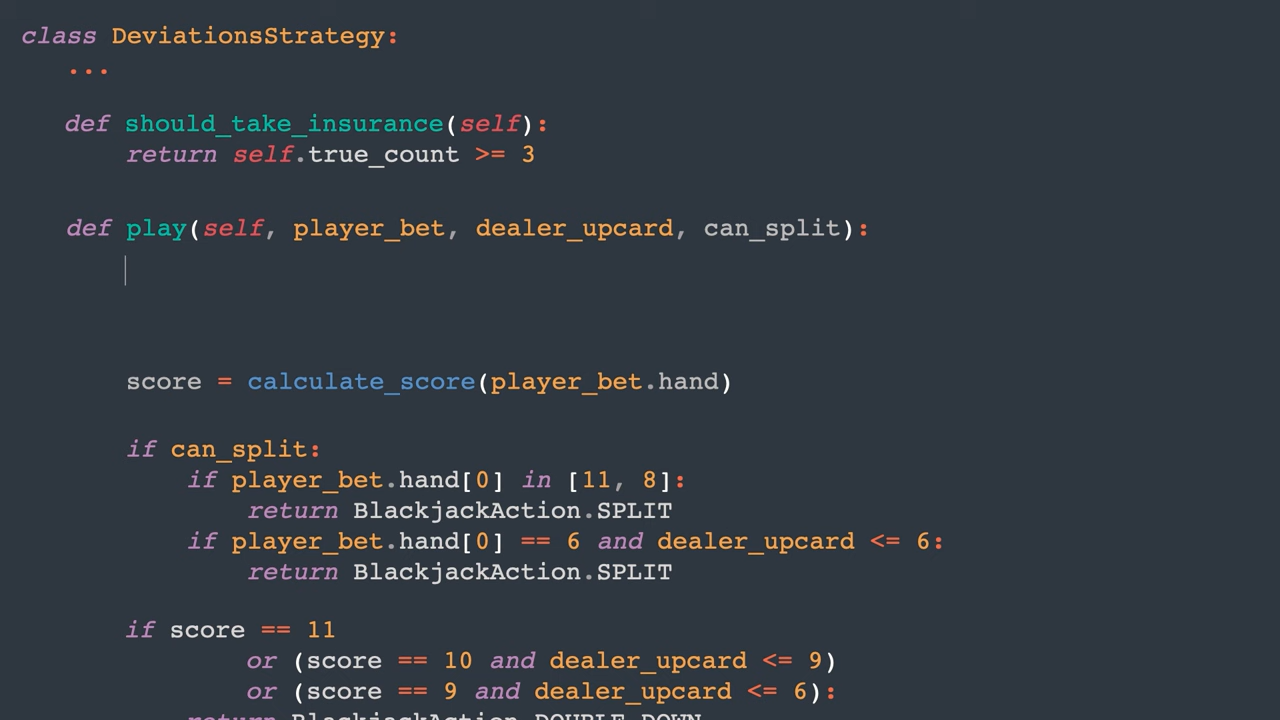 class DeviationsStrategy:
...
def should_take_insurance(self):
return self.true_count >= 3
def play(self, player_bet, dealer_upcard, can_split):
score = calculate_score(player_bet.hand)
if can_split:
if player_bet.hand[0] in [11, 8]:
return BlackjackAction.SPLIT
if player_bet.hand[0] == 6 and dealer_upcard <= 6:
return BlackjackAction.SPLIT
if score == 11
or (score == 10 and dealer_upcard <= 9)
or (score == 9 and dealer_upcard <= 6):
return BlackjackAction.DOUBLE_DOWN